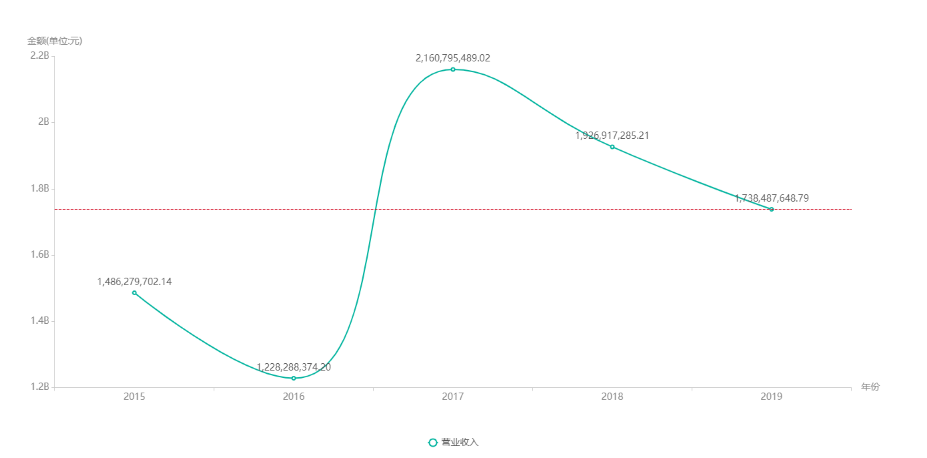 金额(单位:元)
2.2B
2B
1.8B
1.6B
1.4B
1.2B
2,160,795,489.02
1,926,917,285.21
1,738,487,648.79
1,486,279,702.14
1,228,288,374.20
2015 2016 2017 2018 2019
年份
营业收入